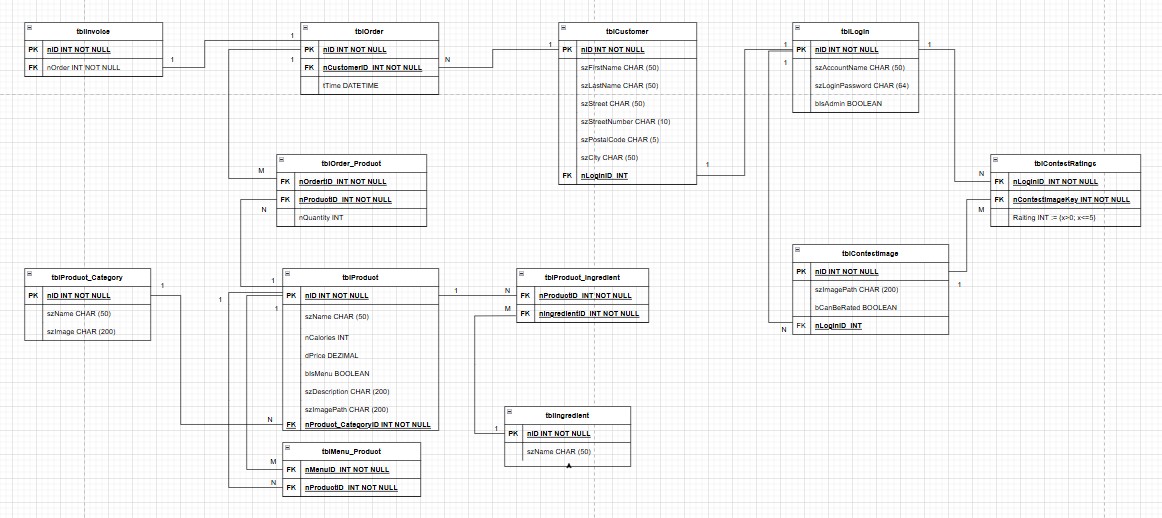 tblInvoice
PK nID INT NOT NULL
FK nOrder INT NOT NULL
1
1
tblOrder
PK nID INT NOT NULL
FK nCustomerID INT NOT NULL
tTime DATETIME
1
N
1
tblCustomer
PK nID INT NOT NULL
szFirstName CHAR (50)
szLastName CHAR (50)
szStreet CHAR (50)
szStreetNumber CHAR (10)
szPostalCode CHAR (5)
szCity CHAR (50)
FK nLoginID INT
1
1
1
tblLogin
PK nID INT NOT NULL
szAccountName CHAR (50)
szLoginPassword CHAR (64)
bIsAdmin BOOLEAN
1
N
M
tblContestRatings
FK nLoginID INT NOT NULL
FK nContestImageKey INT NOT NULL
Raiting INT := {x>0; x<=5}
M
N
tblOrder_Product
FK nOrdertID INT NOT NULL
FK nProductID INT NOT NULL
nQuantity INT
tblContestImage
PK nID INT NOT NULL
szImagePath CHAR (200)
bCanBeRated BOOLEAN
FK nLoginID INT
1
N
tblProduct_Category
PK nID INT NOT NULL
szName CHAR (50)
szImage CHAR (200)
1
1
1
1
N
tblProduct
PK nID INT NOT NULL
szName CHAR (50)
nCalories INT
dPrice DEZIMAL
bIsMenu BOOLEAN
szDescription CHAR (200)
szImagePath CHAR (200)
FK nProduct_CategoryID INT NOT NULL
1
N
M
tblProduct_Ingredient
FK nProductID INT NOT NULL
FK nIngredientID INT NOT NULL
1
tblIngredient
PK nID INT NOT NULL
szName CHAR (50)
M
N
tblMenu_Product
FK nMenuID INT NOT NULL
FK nProductID INT NOT NULL